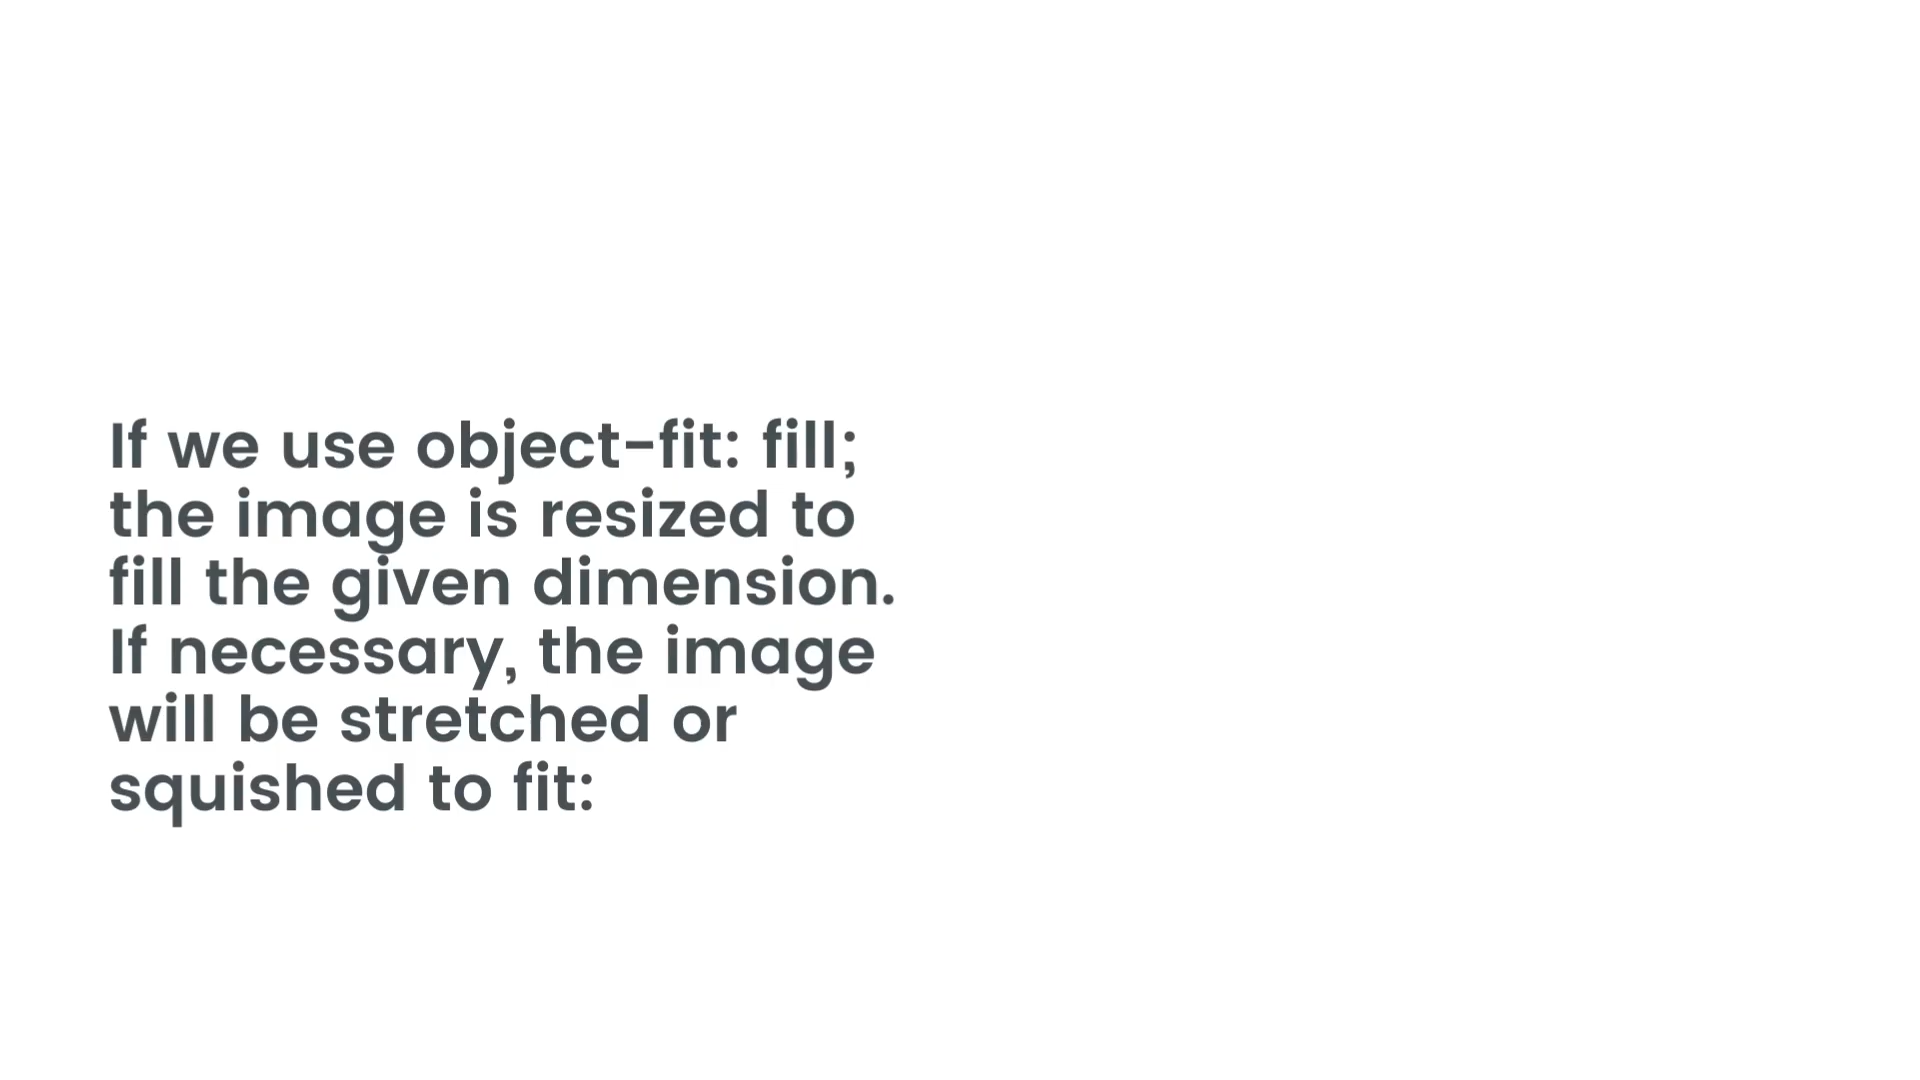 If we use object-fit: fill;
the image is resized to
fill the given dimension.
If necessary, the image
will be stretched or
squished to fit: